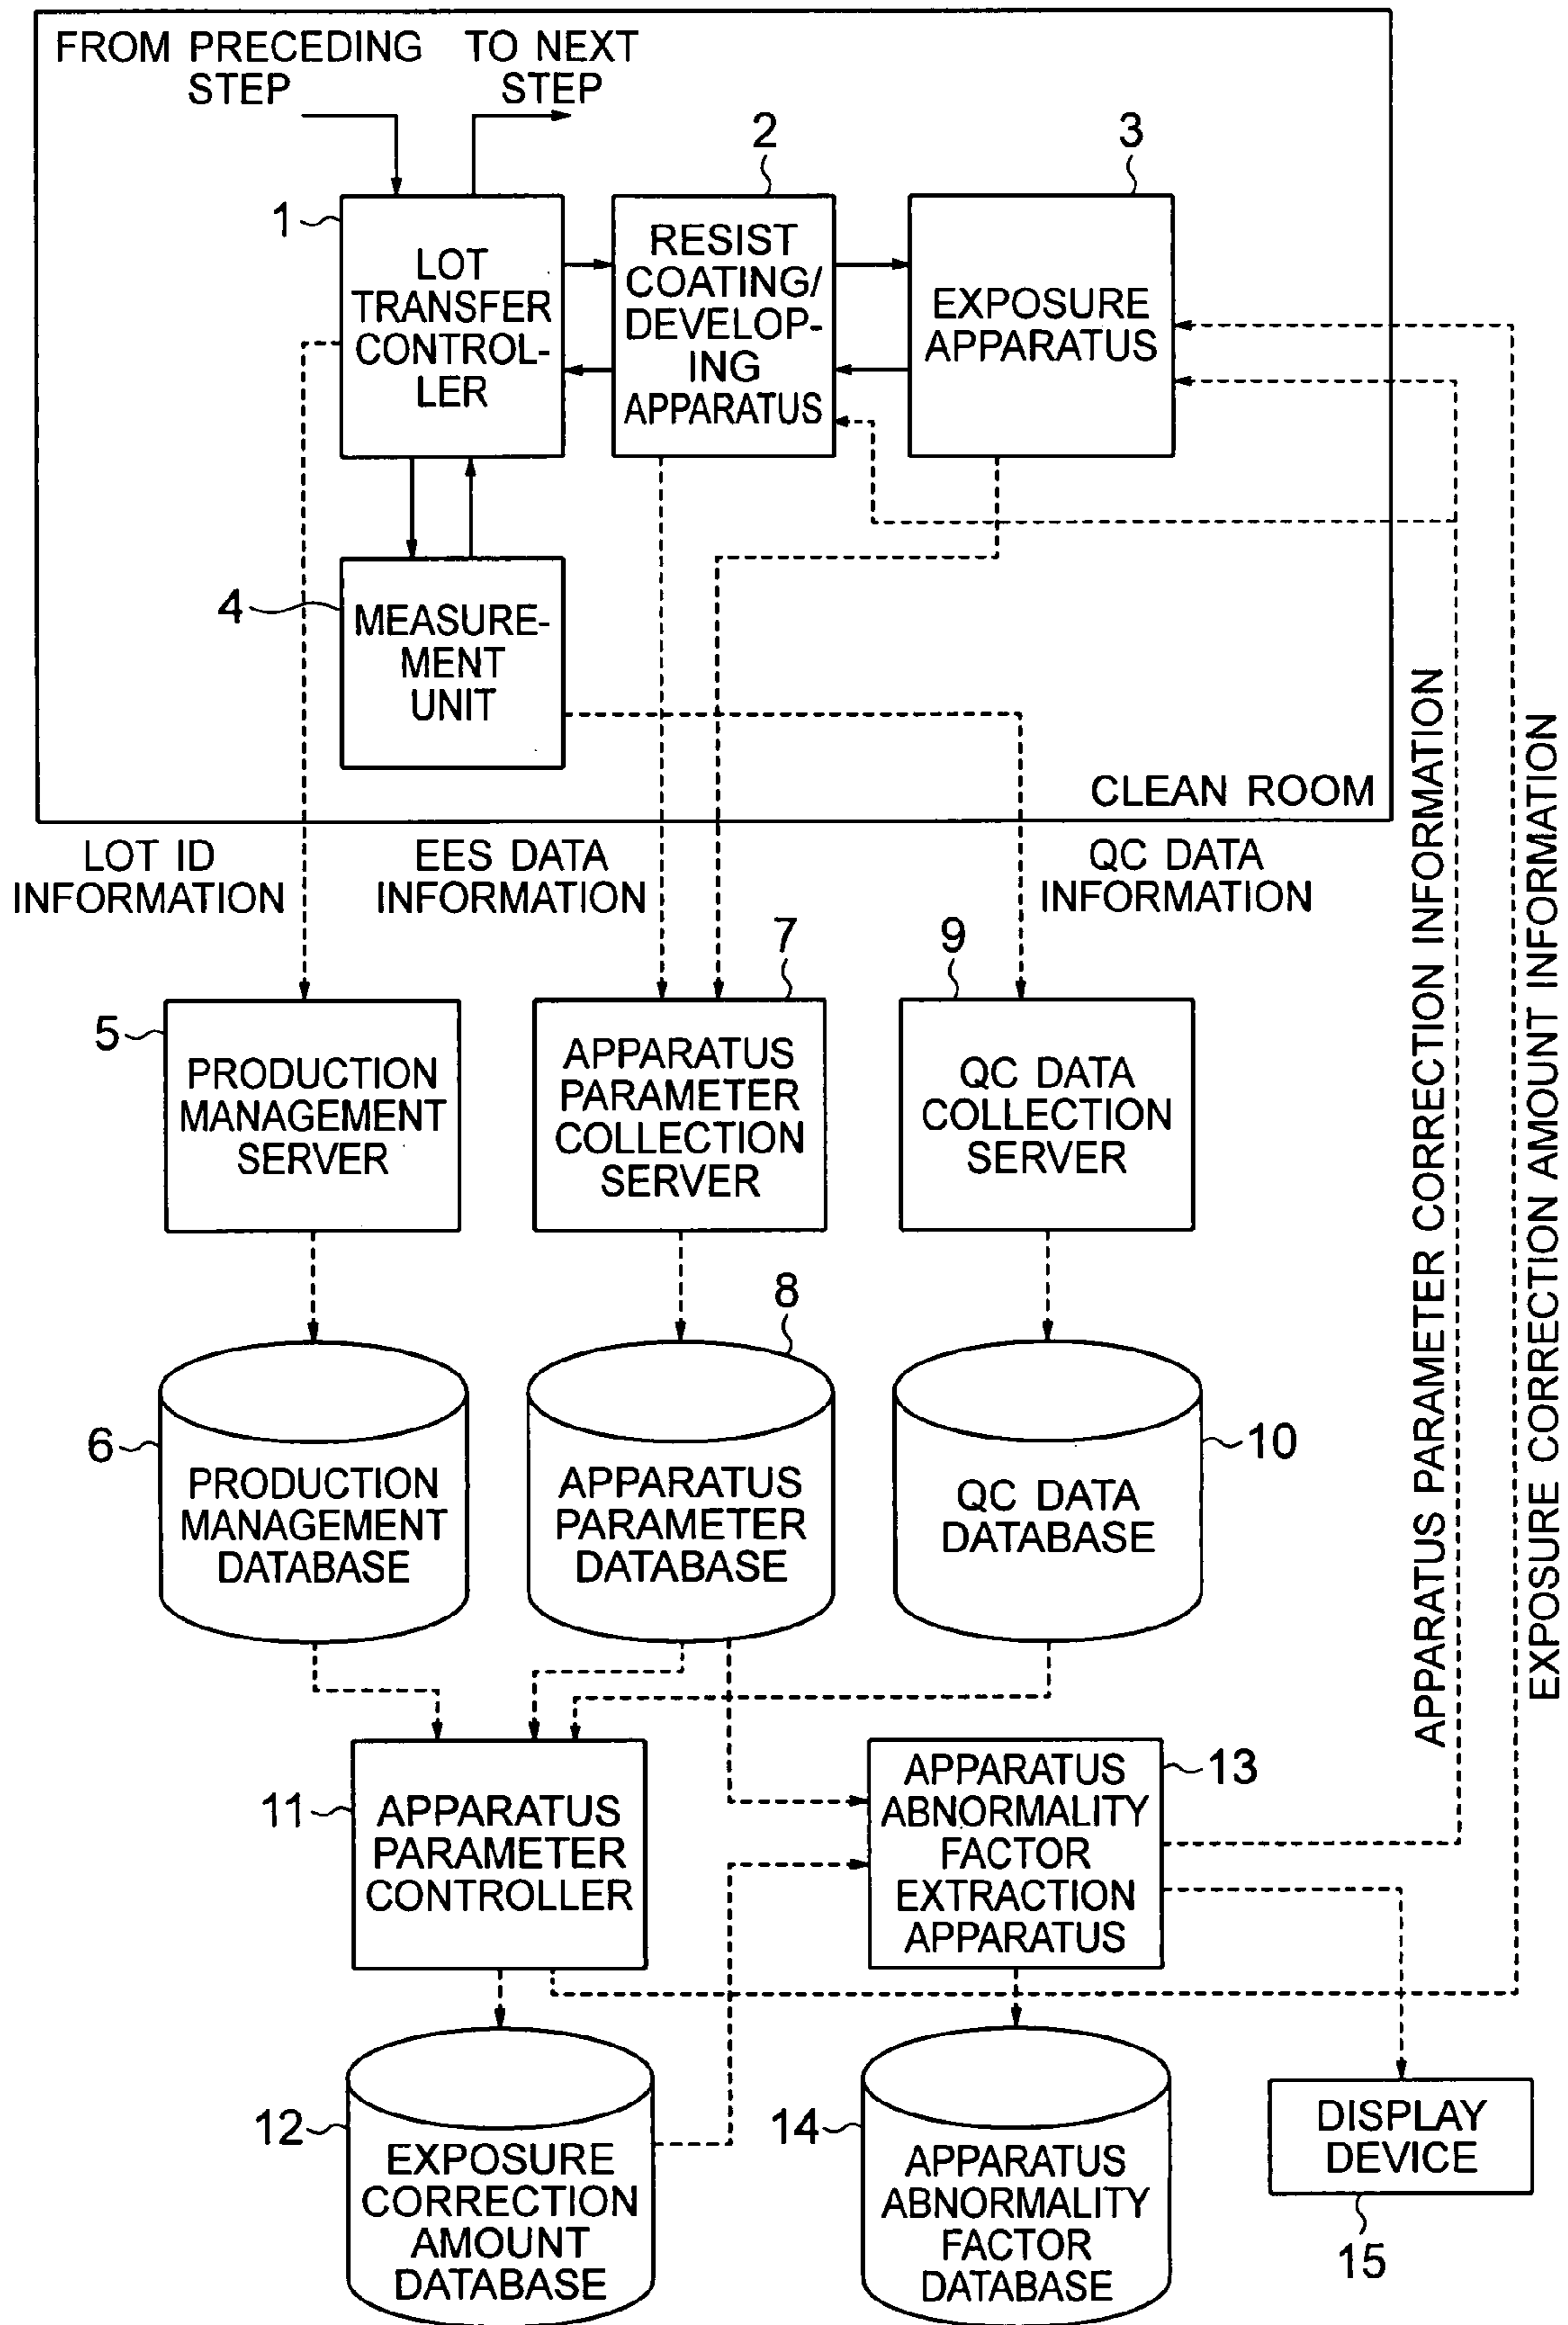 FROM PRECEDING
STEP
TO NEXT
STEP
1
LOT
TRANSFER
CONTROL-
LER
2
RESIST
COATING/
DEVELOP-
ING
APPARATUS
3
EXPOSURE
APPARATUS
4
MEASURE-
MENT
UNIT
CLEAN ROOM
LOT ID
INFORMATION
EES DATA
INFORMATION
QC DATA
INFORMATION
APPARATUS PARAMETER CORRECTION INFORMATION
EXPOSURE CORRECTION AMOUNT INFORMATION
5
PRODUCTION
MANAGEMENT
SERVER
7
APPARATUS
PARAMETER
COLLECTION
SERVER
9
QC DATA
COLLECTION
SERVER
6
PRODUCTION
MANAGEMENT
DATABASE
8
APPARATUS
PARAMETER
DATABASE
10
QC DATA
DATABASE
11
APPARATUS
PARAMETER
CONTROLLER
13
APPARATUS
ABNORMALITY
FACTOR
EXTRACTION
APPARATUS
12
EXPOSURE
CORRECTION
AMOUNT
DATABASE
14
APPARATUS
ABNORMALITY
FACTOR
DATABASE
DISPLAY
DEVICE
15